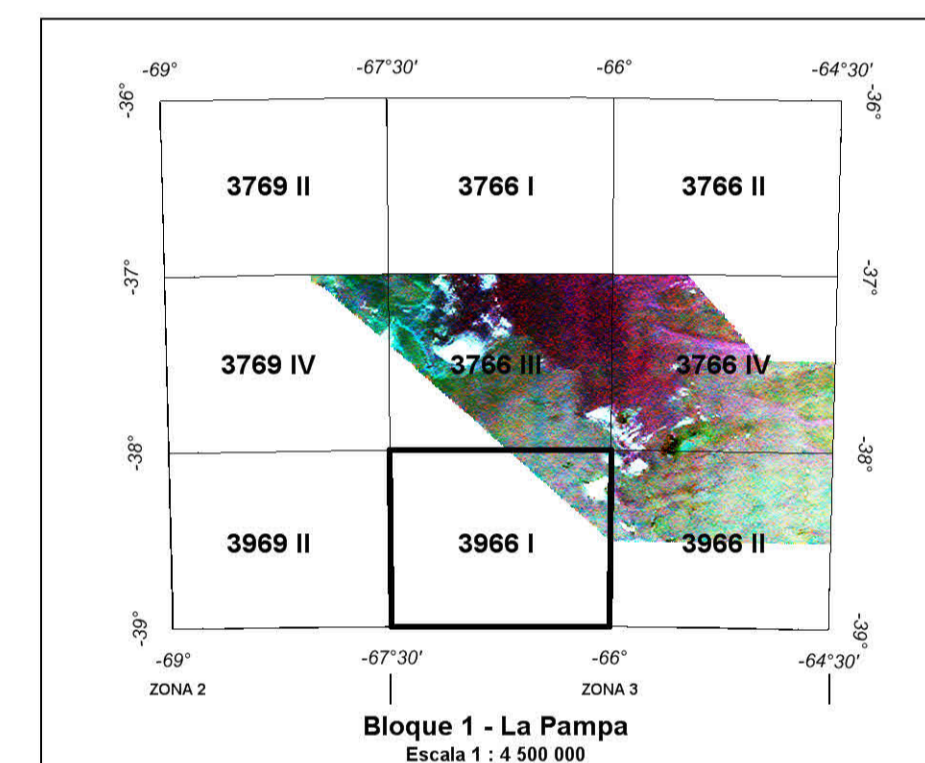 -69° -67°30' -66° -64°30'
-36° -36°
3769 II 3766 I 3766 II
-37° -37°
3769 IV 3766 III 3766 IV
-38° -38°
3969 II 3966 I 3966 II
-39° -39°
-69° -67°30' -66° -64°30'
ZONA 2 ZONA 3
Bloque 1 - La Pampa
Escala 1 : 4 500 000